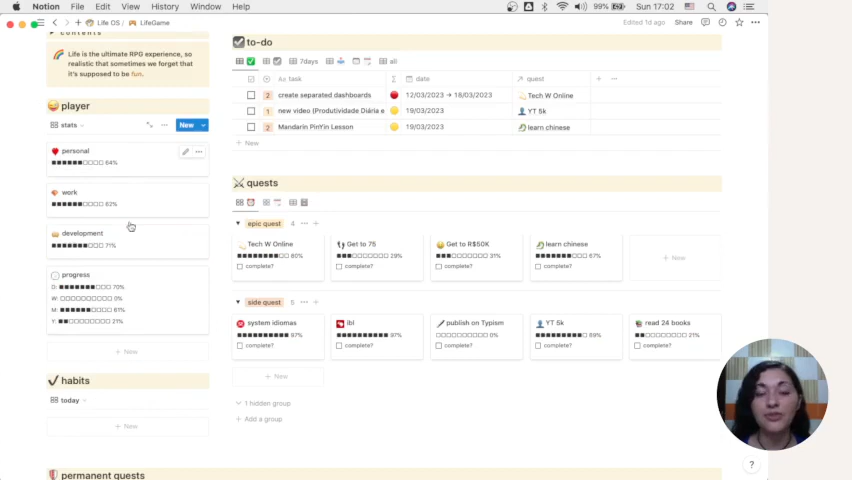 Notion File Edit View History Window Help 99% Sun 17:02
Life OS / LifeGame Edited 1d ago Share
contents
Life is the ultimate RPG experience, so
realistic that sometimes we forget that
it's supposed to be fun.
player
stats New
personal
64%
work
62%
development
71%
progress
D: 70%
W: 0%
M: 61%
Y: 21%
+ New
habits
today
+ New
to-do
7days all
Aa task Σ date quest
2 create separated dashboards 12/03/2023 → 18/03/2023 Tech W Online
1 new video (Produtividade Diária e 19/03/2023 YT 5k
2 Mandarin PinYin Lesson 19/03/2023 learn chinese
+ New
quests
epic quest 4
Tech W Online Get to 75 Get to R$50K learn chinese
80% 29% 31% 67%
complete? complete? complete? complete?
+ New
side quest 5
system idiomas ibl publish on Typism YT 5k read 24 books
97% 97% 0% 89% 21%
complete? complete? complete? complete? complete?
+ New
1 hidden group
+ Add a group
permanent quests
?